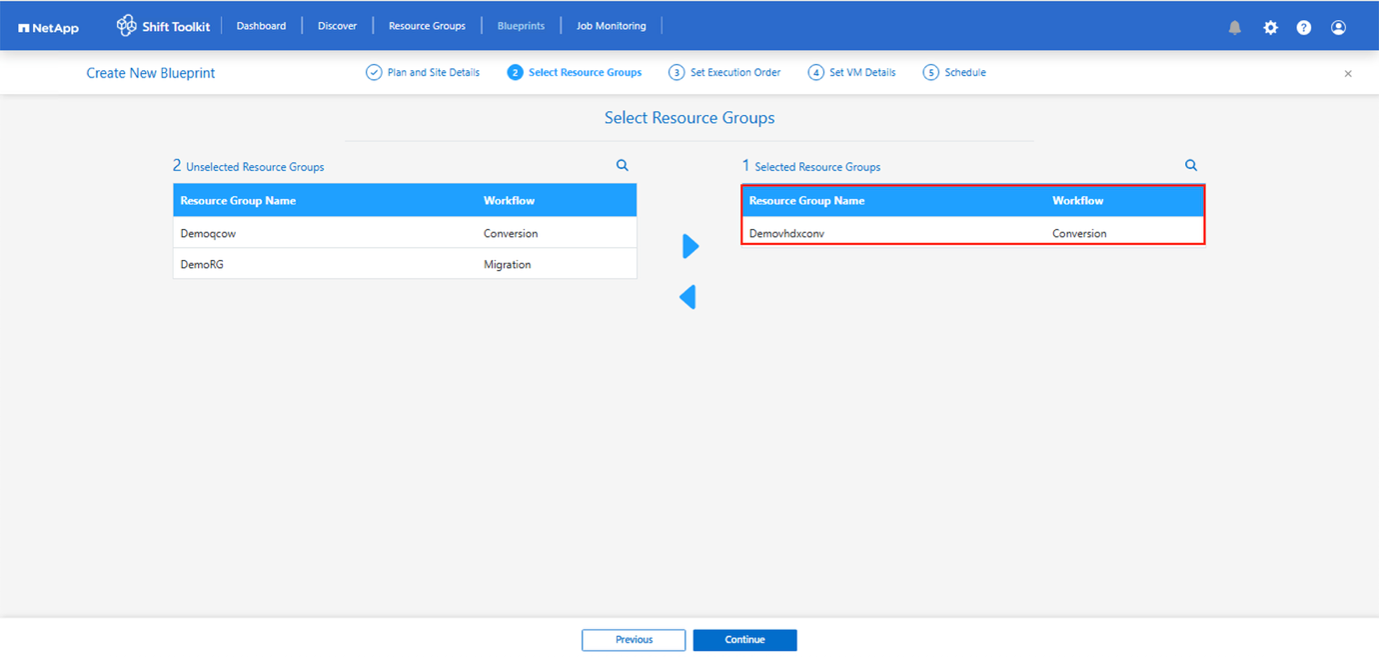 NetApp
Shift Toolkit
Dashboard
Discover
Resource Groups
Blueprints
Job Monitoring
?
Create New Blueprint
Plan and Site Details
2 Select Resource Groups
3 Set Execution Order
4 Set VM Details
5 Schedule
×
Select Resource Groups
2 Unselected Resource Groups
Resource Group Name Workflow
Demoqcow Conversion
DemoRG Migration
1 Selected Resource Groups
Resource Group Name Workflow
Demovhdxconv Conversion
Previous
Continue